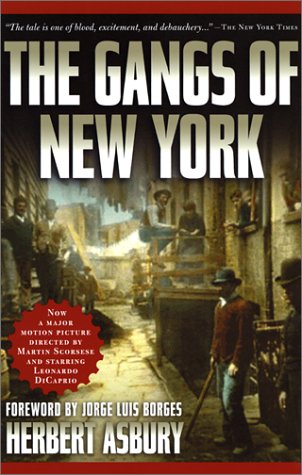 "The tale is one of blood, excitement, and debauchery..."—The New York Times
THE GANGS OF
NEW YORK
Now
a major
motion picture
directed by
Martin Scorsese
and starring
Leonardo
DiCaprio
FOREWORD BY JORGE LUIS BORGES
HERBERT ASBURY